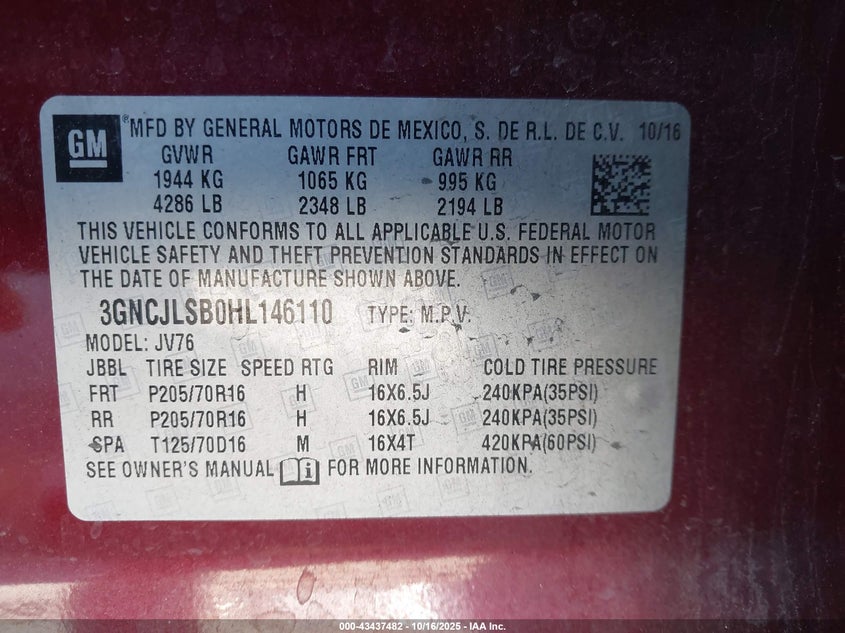 GM
®MFD BY GENERAL MOTORS DE MEXICO, S. DE R.L. DE C.V. 10/16
GVWR GAWR FRT GAWR RR
1944 KG 1065 KG 995 KG
4286 LB 2348 LB 2194 LB
THIS VEHICLE CONFORMS TO ALL APPLICABLE U.S. FEDERAL MOTOR
VEHICLE SAFETY AND THEFT PREVENTION STANDARDS IN EFFECT ON
THE DATE OF MANUFACTURE SHOWN ABOVE.
3GNCJLSB0HL146110 TYPE: M.P.V.
MODEL: JV76
JBBL TIRE SIZE SPEED RTG RIM COLD TIRE PRESSURE
FRT P205/70R16 H 16X6.5J 240KPA(35PSI)
RR P205/70R16 H 16X6.5J 240KPA(35PSI)
SPA T125/70D16 M 16X4T 420KPA(60PSI)
SEE OWNER'S MANUAL FOR MORE INFORMATION.
000-43437482 - 10/16/2025 - IAA Inc.